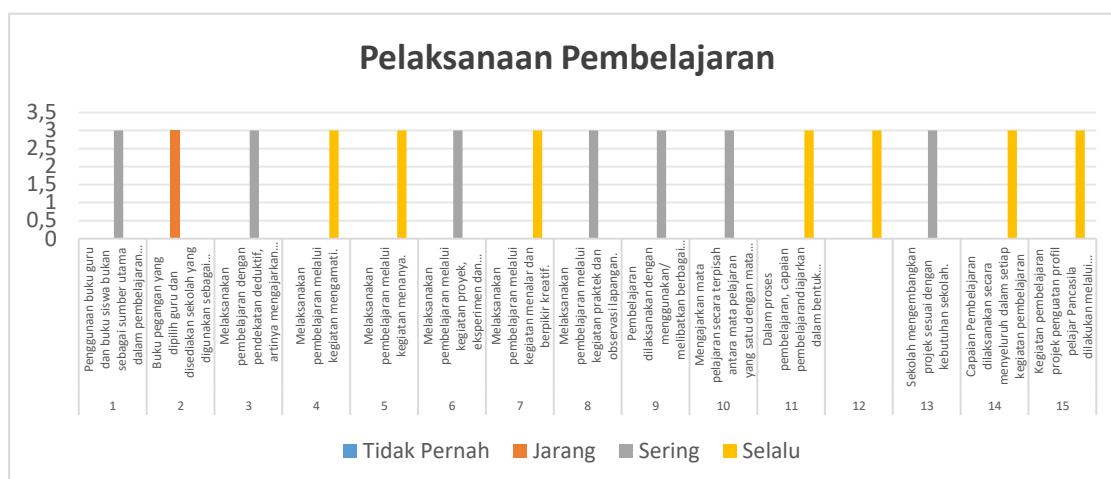 Pelaksanaan Pembelajaran
3,5
3
2,5
2
1,5
1
0,5
0
Penggunaan buku guru
dan buku siswa bukan
sebagai sumber utama
dalam pembelajaran…
Buku pegangan yang
dipilih guru dan
disediakan sekolah yang
digunakan sebagai…
Melaksanakan
pembelajaran dengan
pendekatan deduktif,
artinya mengajarkan…
Melaksanakan
pembelajaran melalui
kegiatan mengamati.
Melaksanakan
pembelajaran melalui
kegiatan menanya.
Melaksanakan
pembelajaran melalui
kegiatan proyek,
eksperimen dan…
Melaksanakan
pembelajaran melalui
kegiatan menalar dan
berpikir kreatif.
Melaksanakan
pembelajaran melalui
kegiatan praktek dan
observasi lapangan.
Pembelajaran
dilaksanakan dengan
menggunakan/
melibatkan berbagai…
Mengajarkan mata
pelajaran secara terpisah
antara mata pelajaran
yang satu dengan mata…
Dalam proses
pembelajaran, capaian
pembelajarandiajarkan
dalam bentuk…
Sekolah mengembangkan
projek sesuai dengan
kebutuhan sekolah.
Capaian Pembelajaran
dilaksanakan secara
menyeluruh dalam setiap
kegiatan pembelajaran
Kegiatan pembelajaran
projek penguatan profil
pelajar Pancasila
dilakukan melalui…
1 2 3 4 5 6 7 8 9 10 11 12 13 14 15
Tidak Pernah Jarang Sering Selalu